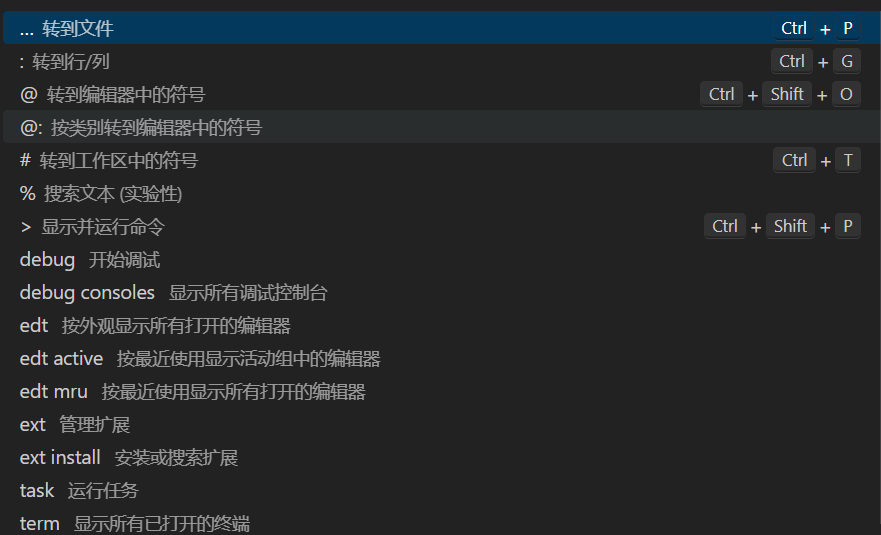 ... 转到文件 Ctrl + P
: 转到行/列 Ctrl + G
@ 转到编辑器中的符号 Ctrl + Shift + O
@: 按类别转到编辑器中的符号
# 转到工作区中的符号 Ctrl + T
% 搜索文本 (实验性)
> 显示并运行命令 Ctrl + Shift + P
debug 开始调试
debug consoles 显示所有调试控制台
edt 按外观显示所有打开的编辑器
edt active 按最近使用显示活动组中的编辑器
edt mru 按最近使用显示所有打开的编辑器
ext 管理扩展
ext install 安装或搜索扩展
task 运行任务
term 显示所有已打开的终端